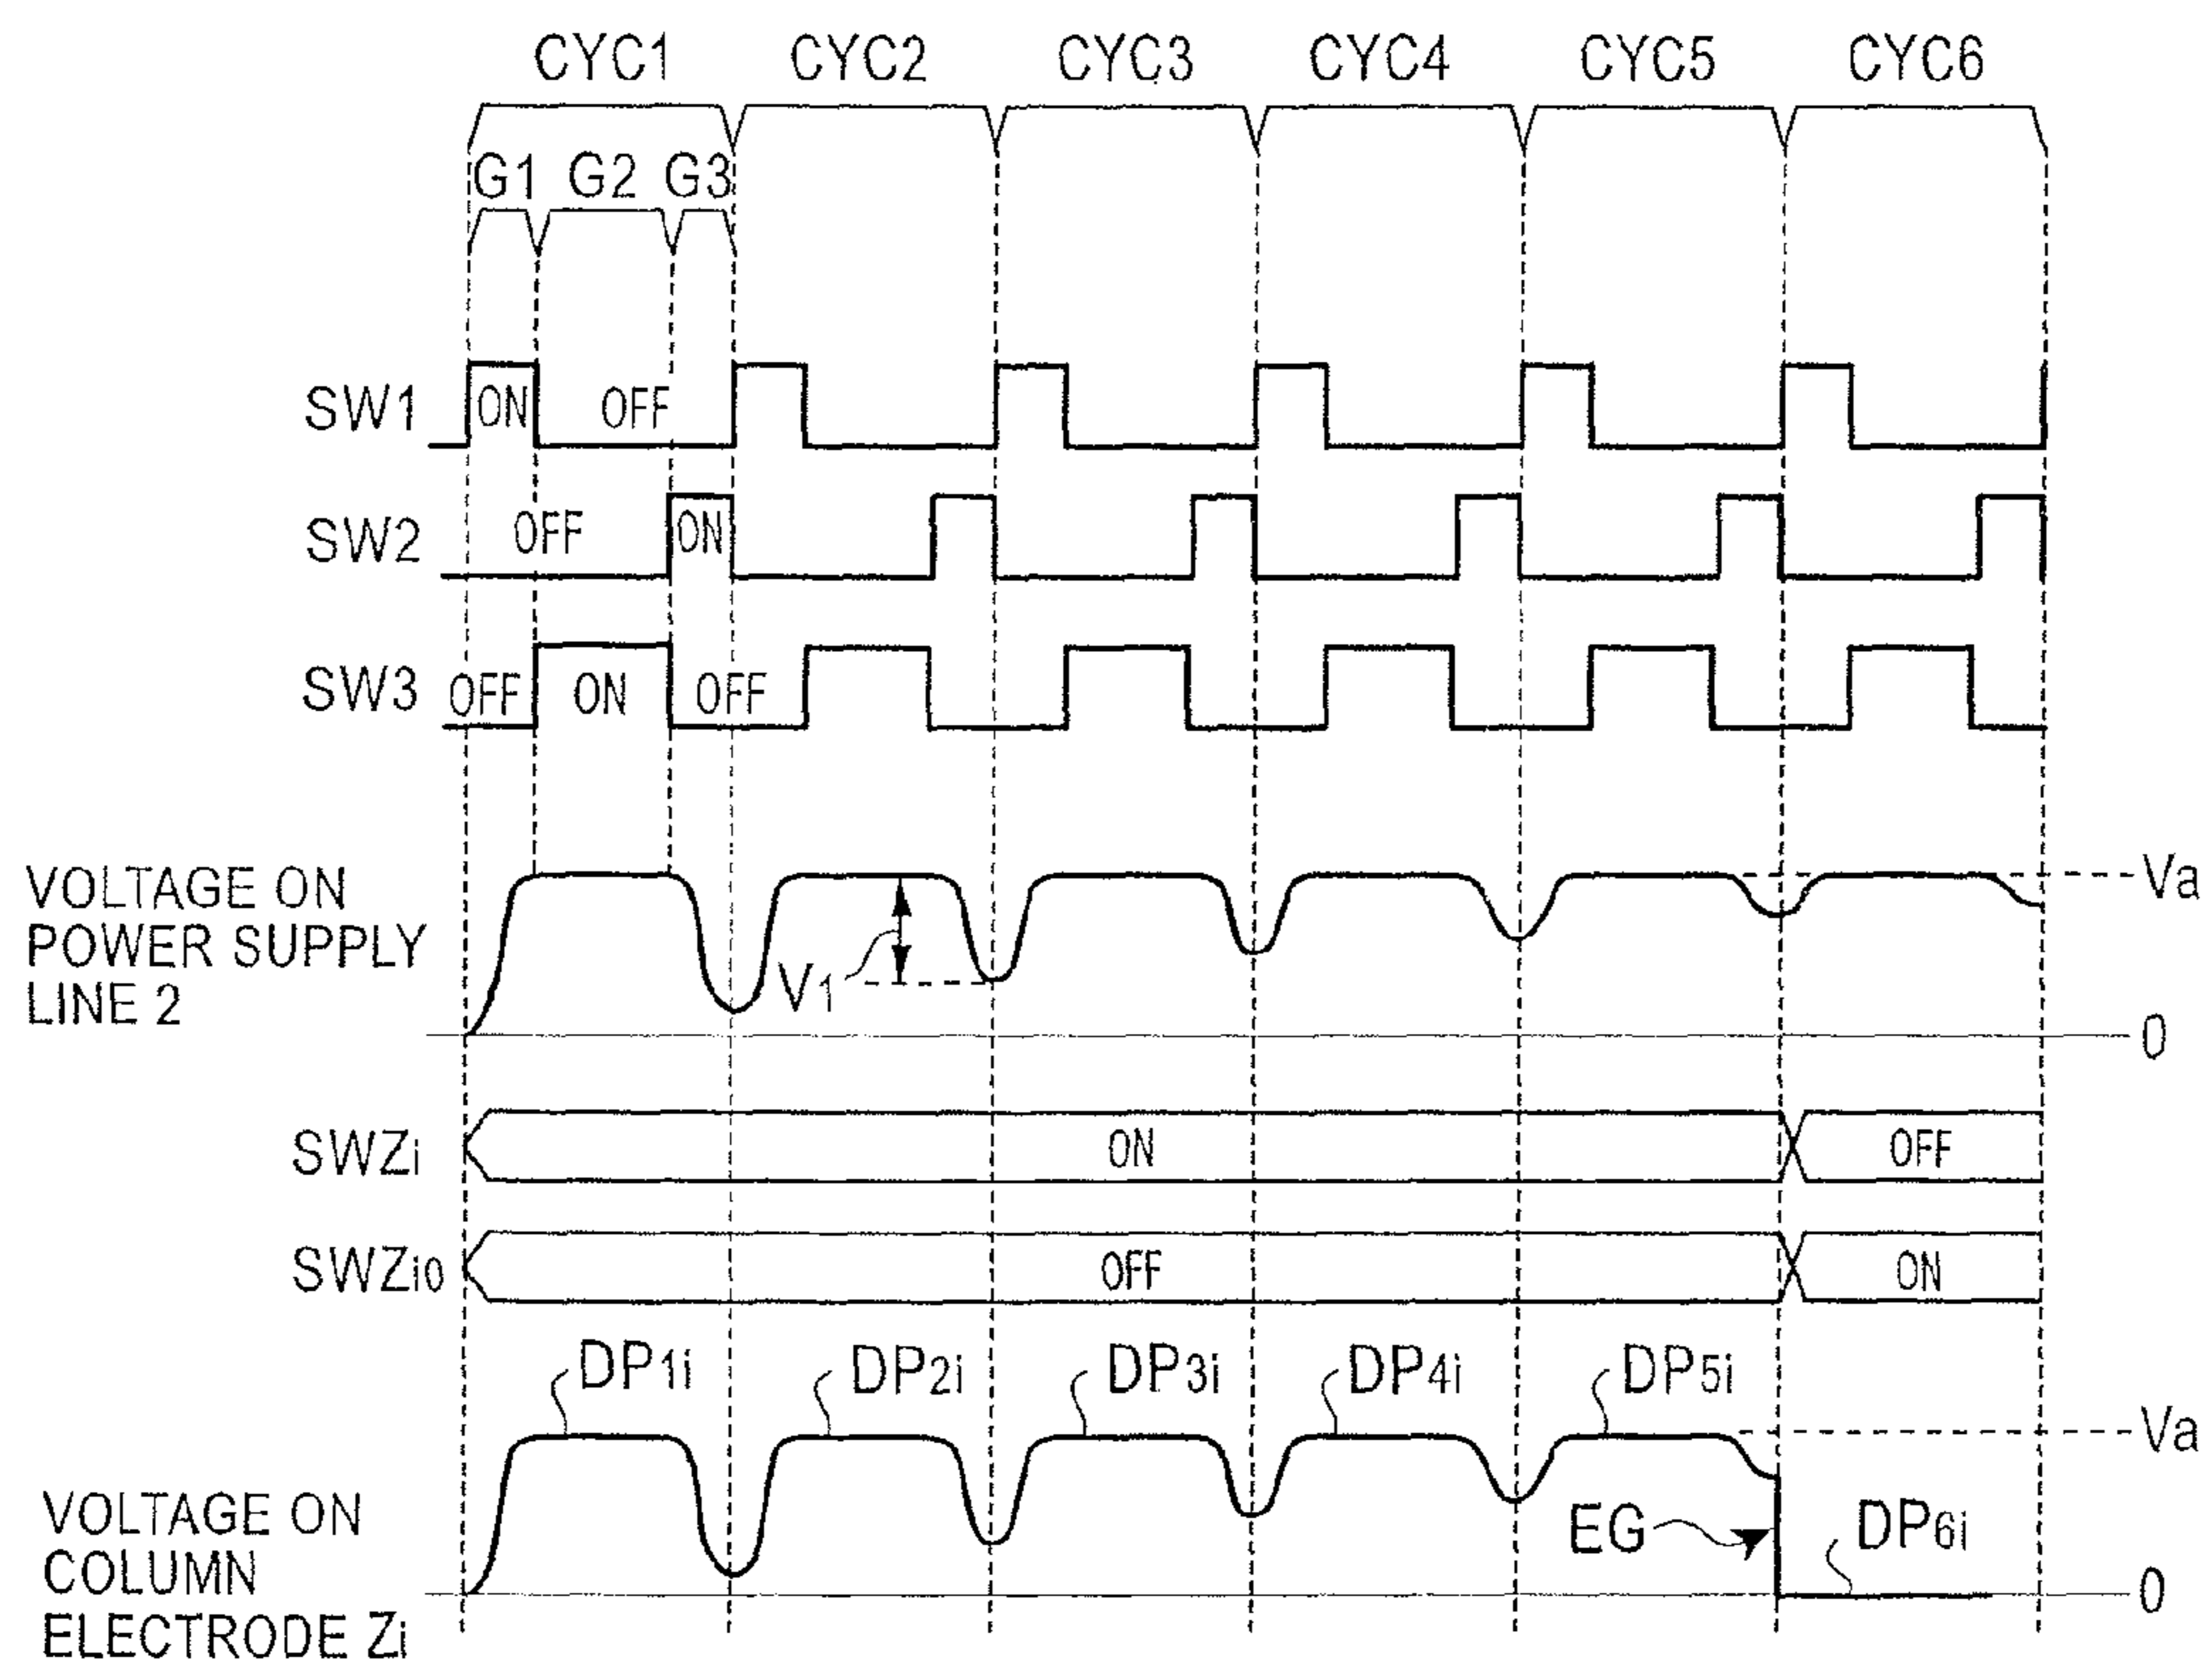 CYC1 CYC2 CYC3 CYC4 CYC5 CYC6
G1 G2 G3
SW1 ON OFF
SW2 OFF ON
SW3 OFF ON OFF
VOLTAGE ON
POWER SUPPLY
LINE 2
V1
Va
0
SWZi ON OFF
SWZi0 OFF ON
DP1i DP2i DP3i DP4i DP5i
Va
EG DP6i
VOLTAGE ON
COLUMN
ELECTRODE Zi
0